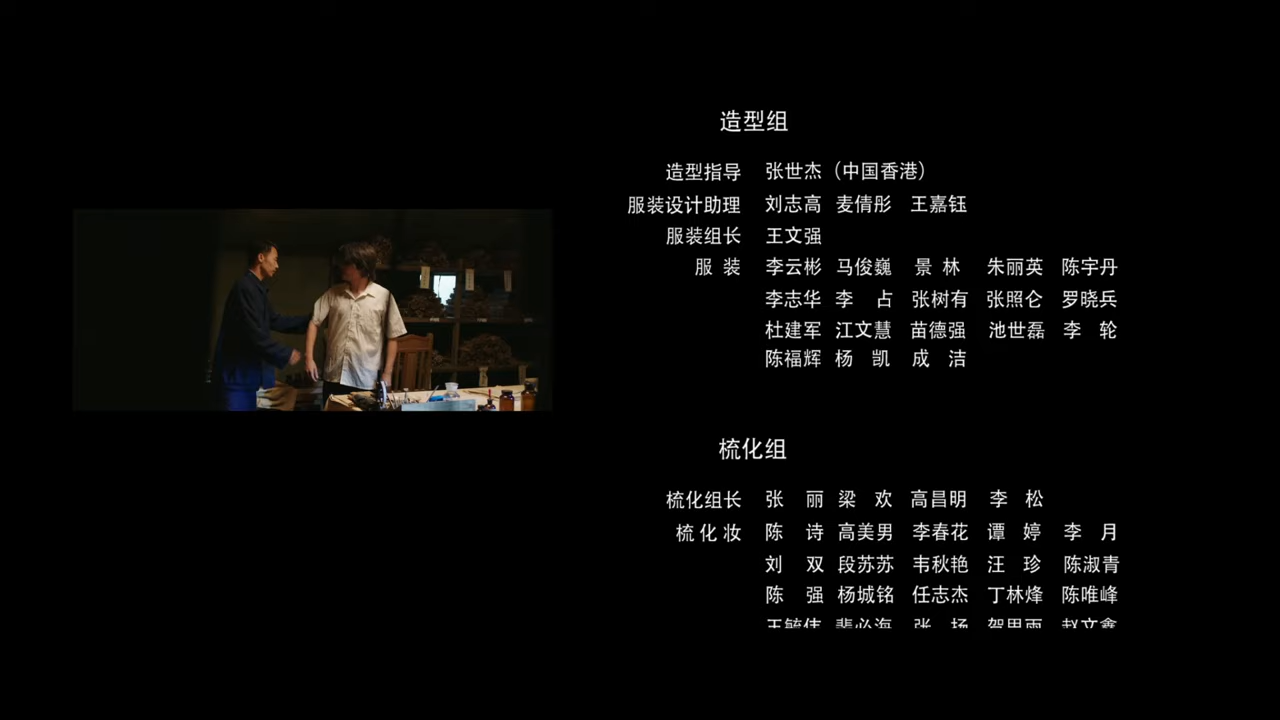 造型组
造型指导 张世杰（中国香港）
服装设计助理 刘志高 麦倩彤 王嘉钰
服装组长 王文强
服 装 李云彬 马俊巍 景 林 朱丽英 陈宇丹
李志华 李 占 张树有 张照仑 罗晓兵
杜建军 江文慧 苗德强 池世磊 李 轮
陈福辉 杨 凯 成 洁
梳化组
梳化组长 张 丽 梁 欢 高昌明 李 松
梳 化 妆 陈 诗 高美男 李春花 谭 婷 李 月
刘 双 段苏苏 韦秋艳 汪 珍 陈淑青
陈 强 杨城铭 任志杰 丁林烽 陈唯峰